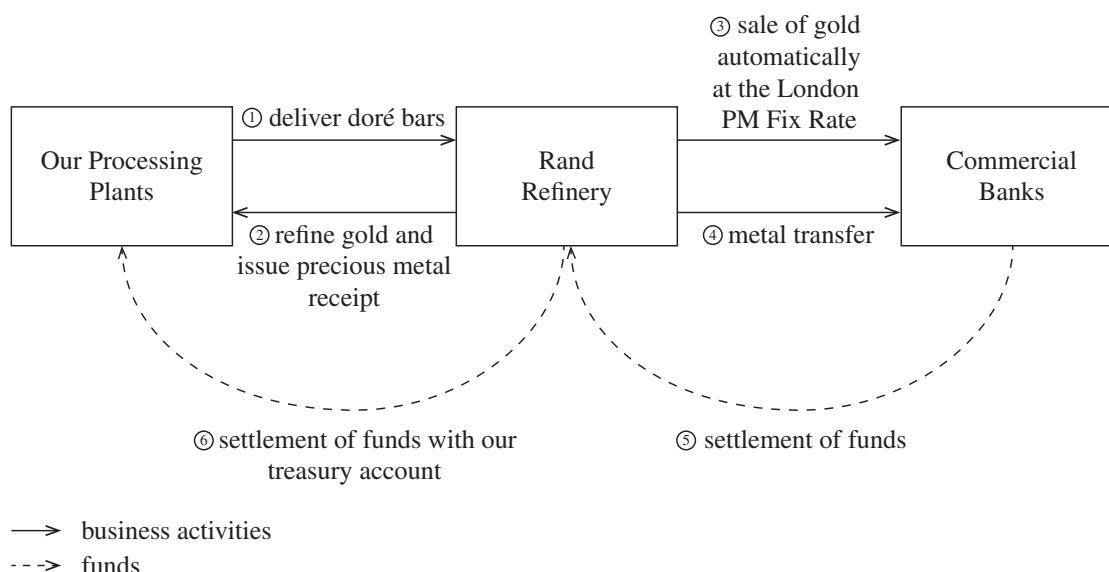 ③ sale of gold
automatically
at the London
PM Fix Rate
① deliver doré bars
Our Processing
Plants
Rand
Refinery
Commercial
Banks
② refine gold and
issue precious metal
receipt
④ metal transfer
⑥ settlement of funds with our
treasury account
⑤ settlement of funds
business activities
funds